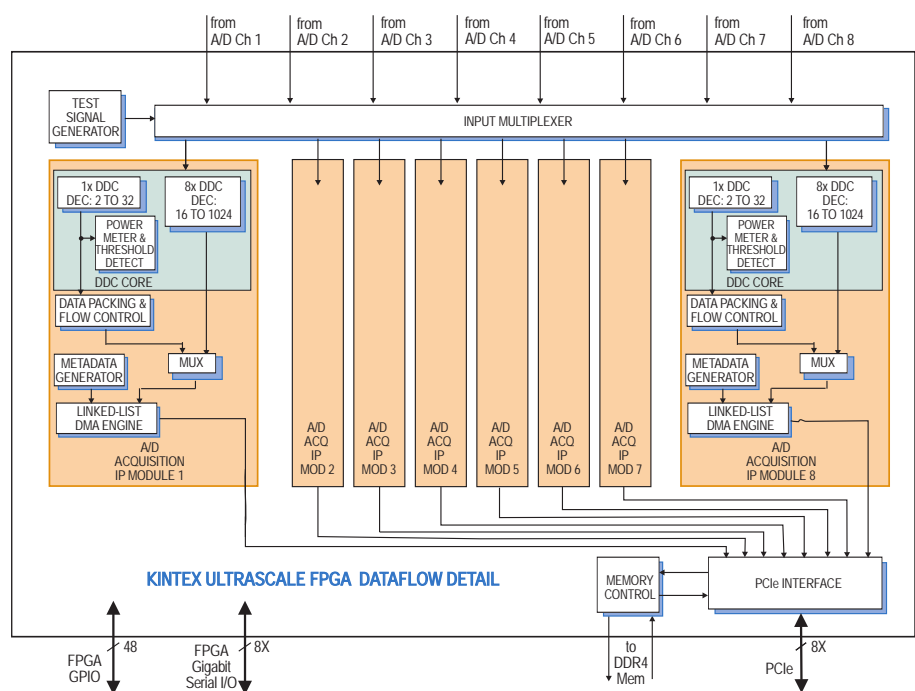 from
A/D Ch 1
from
A/D Ch 2
from
A/D Ch 3
from
A/D Ch 4
from
A/D Ch 5
from
A/D Ch 6
from
A/D Ch 7
from
A/D Ch 8
TEST
SIGNAL
GENERATOR
INPUT MULTIPLEXER
1x DDC
DEC: 2 TO 32
8x DDC
DEC:
16 TO 1024
POWER
METER &
THRESHOLD
DETECT
DDC CORE
DATA PACKING &
FLOW CONTROL
METADATA
GENERATOR
MUX
LINKED-LIST
DMA ENGINE
A/D
ACQUISITION
IP MODULE 1
A/D
ACQ
IP
MOD 2
A/D
ACQ
IP
MOD 3
A/D
ACQ
IP
MOD 4
A/D
ACQ
IP
MOD 5
A/D
ACQ
IP
MOD 6
A/D
ACQ
IP
MOD 7
1x DDC
DEC: 2 TO 32
8x DDC
DEC:
16 TO 1024
POWER
METER &
THRESHOLD
DETECT
DDC CORE
DATA PACKING &
FLOW CONTROL
METADATA
GENERATOR
MUX
LINKED-LIST
DMA ENGINE
A/D
ACQUISITION
IP MODULE 8
KINTEX ULTRASCALE FPGA DATAFLOW DETAIL
MEMORY
CONTROL
PCIe INTERFACE
48
FPGA
GPIO
8X
FPGA
Gigabit
Serial I/O
to
DDR4
Mem
8X
PCIe